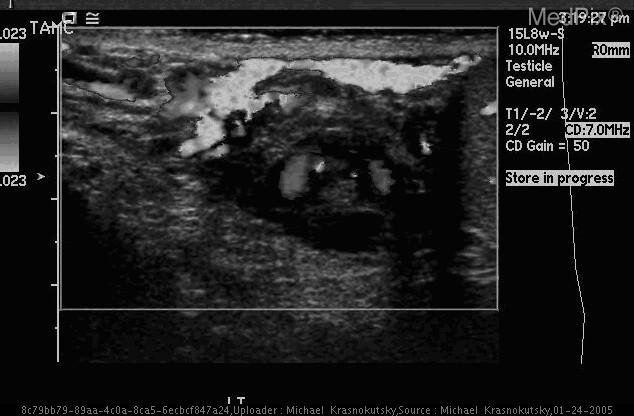 MedPix®
3:19:27 pm
TAMC
.023
15L8w-S
10.0MHz R0mm
Testicle
General
T1/-2/ 3/V:2
2/2 CD:7.0MHz
CD Gain = 50
.023
Store in progress
LT
8c79bb79-89aa-4c0a-8ca5-6ecbcf847a24,Uploader : Michael Krasnokutsky,Source : Michael Krasnokutsky,01-24-2005